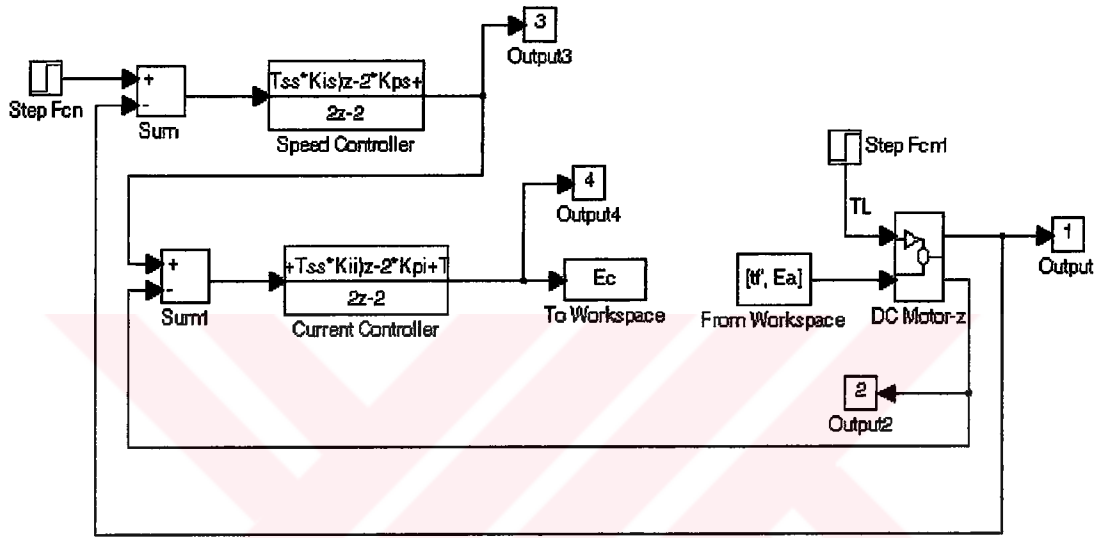 3
Output3
Step Fcn
+
-
Sum
Tss*Kis)z-2*Kps+
2z-2
Speed Controller
Step Fcn1
4
Output4
TL
1
Output
+
-
Sum1
+Tss*Kii)z-2*Kpi+T
2z-2
Current Controller
Ec
To Workspace
[tf', Ea]
From Workspace
DC Motor-z
2
Output2